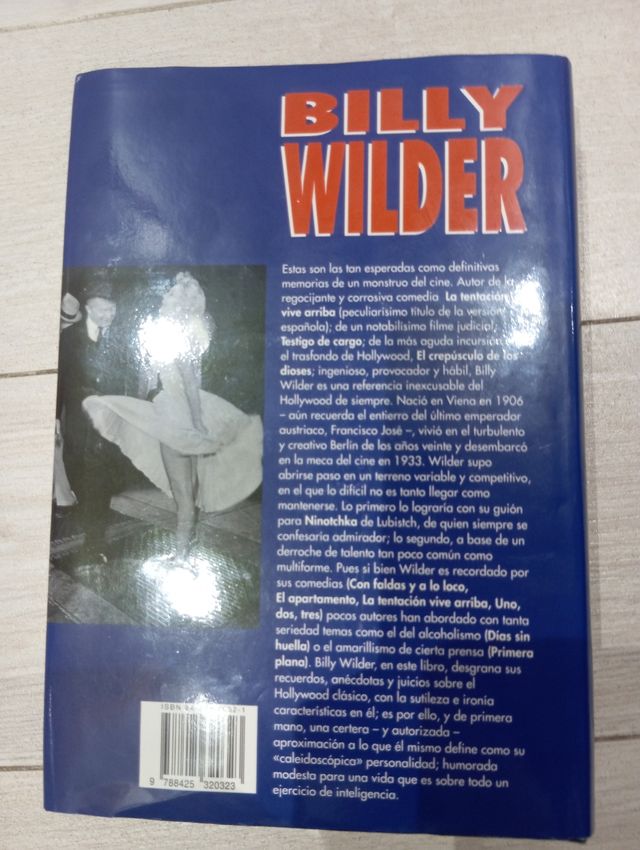 BILLY
WILDER
Estas son las tan esperadas como definitivas
memorias de un monstruo del cine. Autor de la
regocijante y corrosiva comedia La tentación
vive arriba (peculiarísimo título de la versión
española); de un notabilísimo filme judicial,
Testigo de cargo; de la más aguda incursión
el trasfondo de Hollywood, El crepúsculo de los
dioses; ingenioso, provocador y hábil, Billy
Wilder es una referencia inexcusable del
Hollywood de siempre. Nació en Viena en 1906
– aún recuerda el entierro del último emperador
austriaco, Francisco José –, vivió en el turbulento
y creativo Berlín de los años veinte y desembarcó
en la meca del cine en 1933. Wilder supo
abrirse paso en un terreno variable y competitivo,
en el que lo difícil no es tanto llegar como
mantenerse. Lo primero lo lograría con su guión
para Ninotchka de Lubistch, de quien siempre se
confesaría admirador; lo segundo, a base de un
derroche de talento tan poco común como
multiforme. Pues si bien Wilder es recordado por
sus comedias (Con faldas y a lo loco,
El apartamento, La tentación vive arriba, Uno,
dos, tres) pocos autores han abordado con tanta
seriedad temas como el del alcoholismo (Días sin
huella) o el amarillismo de cierta prensa (Primera
plana). Billy Wilder, en este libro, desgrana sus
recuerdos, anécdotas y juicios sobre el
Hollywood clásico, con la sutileza e ironía
características en él; es por ello, y de primera
mano, una certera – y autorizada –
aproximación a lo que él mismo define como su
«caleidoscópica» personalidad; humorada
modesta para una vida que es sobre todo un
ejercicio de inteligencia.
ISBN
9 788425 320323